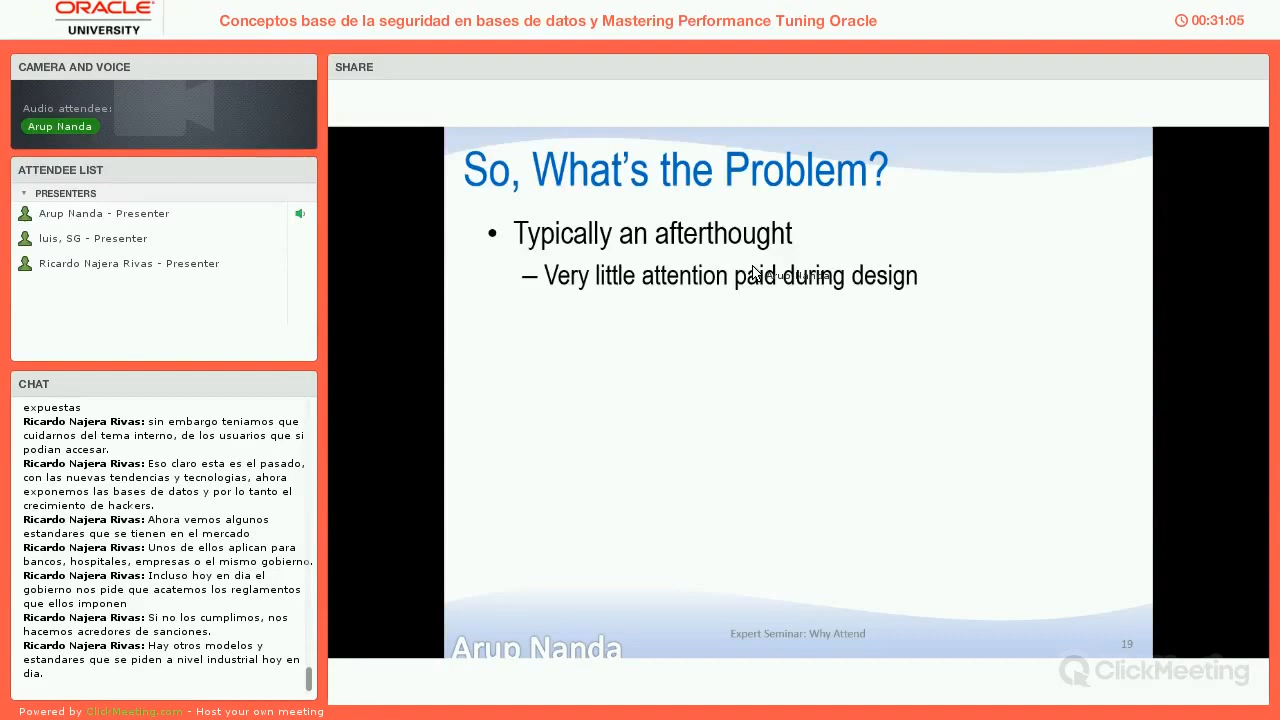 ORACLE
UNIVERSITY
Conceptos base de la seguridad en bases de datos y Mastering Performance Tuning Oracle
00:31:05
CAMERA AND VOICE
Audio attendee:
Arup Nanda
ATTENDEE LIST
PRESENTERS
Arup Nanda - Presenter
luis, SG - Presenter
Ricardo Najera Rivas - Presenter
CHAT
expuestas
Ricardo Najera Rivas: sin embargo teniamos que
cuidarnos del tema interno, de los usuarios que si
podian accesar.
Ricardo Najera Rivas: Eso claro esta es el pasado,
con las nuevas tendencias y tecnologias, ahora
exponemos las bases de datos y por lo tanto el
crecimiento de hackers.
Ricardo Najera Rivas: Ahora vemos algunos
estandares que se tienen en el mercado
Ricardo Najera Rivas: Unos de ellos aplican para
bancos, hospitales, empresas o el mismo gobierno.
Ricardo Najera Rivas: Incluso hoy en dia el
gobierno nos pide que acatemos los reglamentos
que ellos imponen
Ricardo Najera Rivas: Si no los cumplimos, nos
hacemos acredores de sanciones.
Ricardo Najera Rivas: Hay otros modelos y
estandares que se piden a nivel industrial hoy en
dia.
Powered by ClickMeeting.com - Host your own meeting
SHARE
So, What's the Problem?
• Typically an afterthought
– Very little attention paid during design
Arup Nanda
Arup Nanda
Expert Seminar: Why Attend
19
ClickMeeting